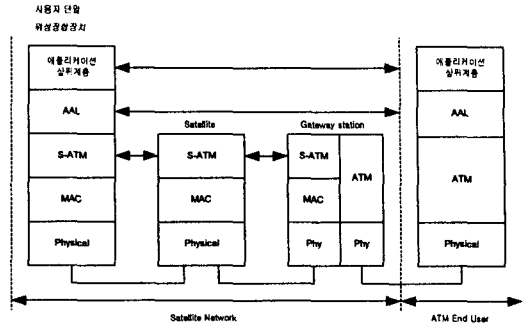 사용자 단말
위성접합장치
애플리케이션
상위계층
AAL
S-ATM
MAC
Physical
Satellite
S-ATM
MAC
Physical
Gateway station
S-ATM
MAC
Phy
ATM
Phy
애플리케이션
상위계층
AAL
ATM
Physical
Satellite Network
ATM End User